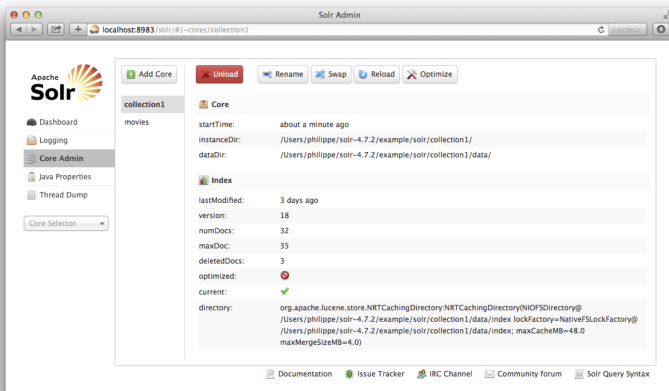 Solr Admin
localhost:8983/solr/#/~cores/collection1
Lecteur
Apache
Solr
Dashboard
Logging
Core Admin
Java Properties
Thread Dump
Core Selector
Add Core
Unload
Rename
Swap
Reload
Optimize
collection1
movies
Core
startTime: about a minute ago
instanceDir: /Users/philippe/solr-4.7.2/example/solr/collection1/
dataDir: /Users/philippe/solr-4.7.2/example/solr/collection1/data/
Index
lastModified: 3 days ago
version: 18
numDocs: 32
maxDoc: 35
deletedDocs: 3
optimized:
current:
directory: org.apache.lucene.store.NRTCachingDirectory:NRTCachingDirectory(NIOFSDirectory@
/Users/philippe/solr-4.7.2/example/solr/collection1/data/index lockFactory=NativeFSLockFactory@
/Users/philippe/solr-4.7.2/example/solr/collection1/data/index; maxCacheMB=48.0
maxMergeSizeMB=4.0)
Documentation
Issue Tracker
IRC Channel
Community forum
Solr Query Syntax